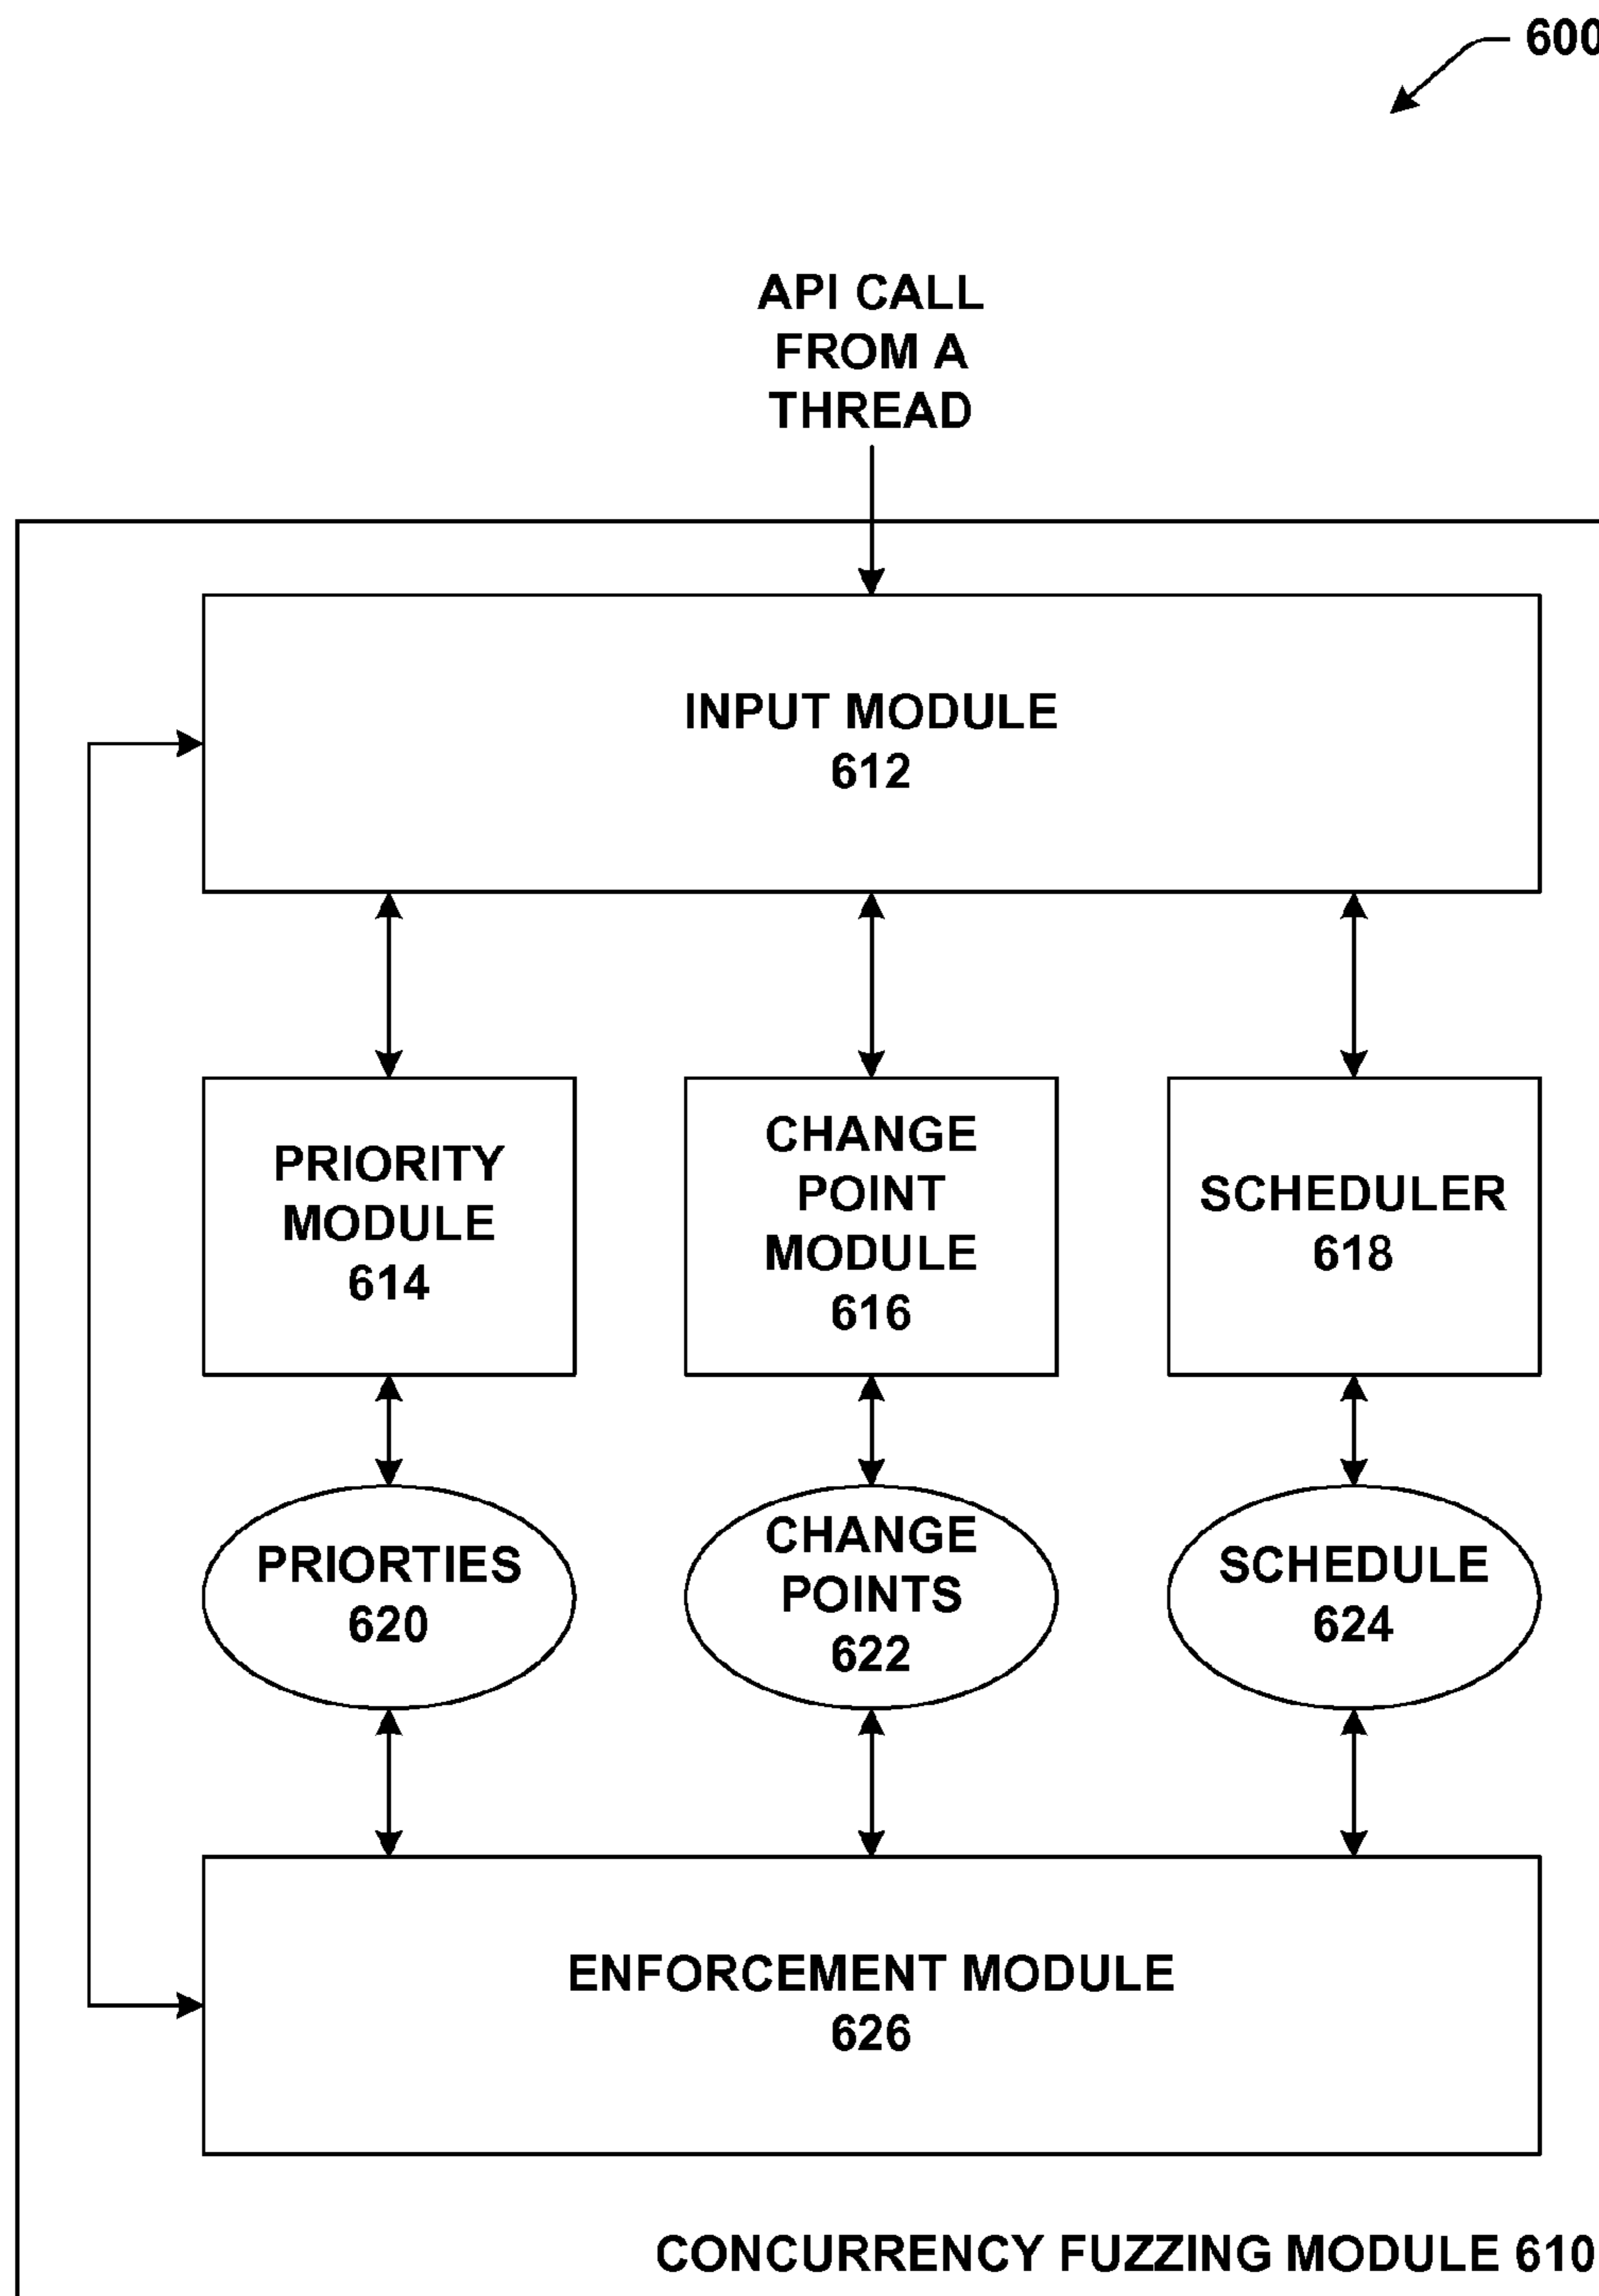 600
API CALL
FROM A
THREAD
INPUT MODULE
612
PRIORITY
MODULE
614
CHANGE
POINT
MODULE
616
SCHEDULER
618
PRIORTIES
620
CHANGE
POINTS
622
SCHEDULE
624
ENFORCEMENT MODULE
626
CONCURRENCY FUZZING MODULE 610